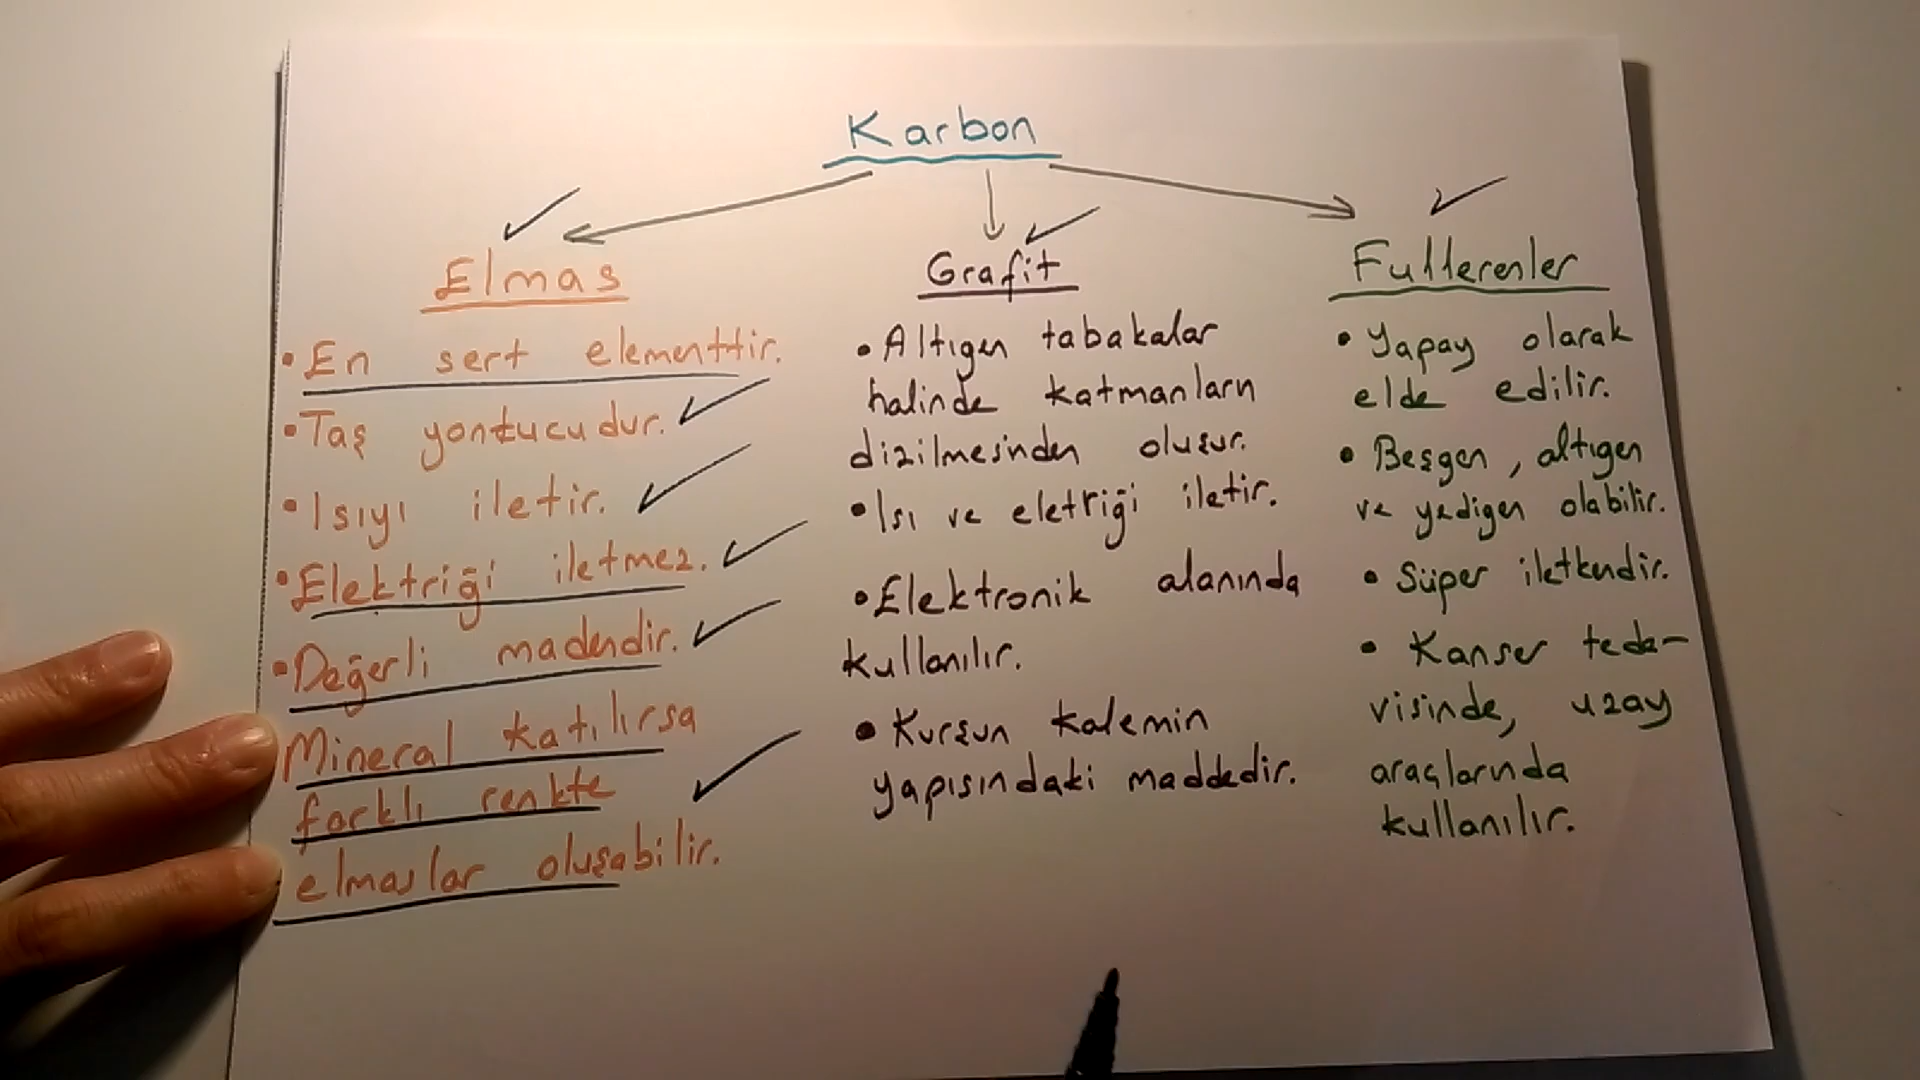 Karbon
Elmas
• En sert elementtir.
• Taş yontucudur.
• Isıyı iletir.
• Elektriği iletmez.
• Değerli madendir.
Mineral katılırsa
farklı renkte
elmaslar oluşabilir.
Grafit
• Altıgen tabakalar
halinde katmanların
dizilmesinden oluşur.
• Isı ve eletriği iletir.
• Elektronik alanında
kullanılır.
• Kurşun kalemin
yapısındaki maddedir.
Fullerenler
• Yapay olarak
elde edilir.
• Beşgen, altıgen
ve yedigen olabilir.
• Süper iletkendir.
• Kanser teda-
visinde, uzay
araçlarında
kullanılır.